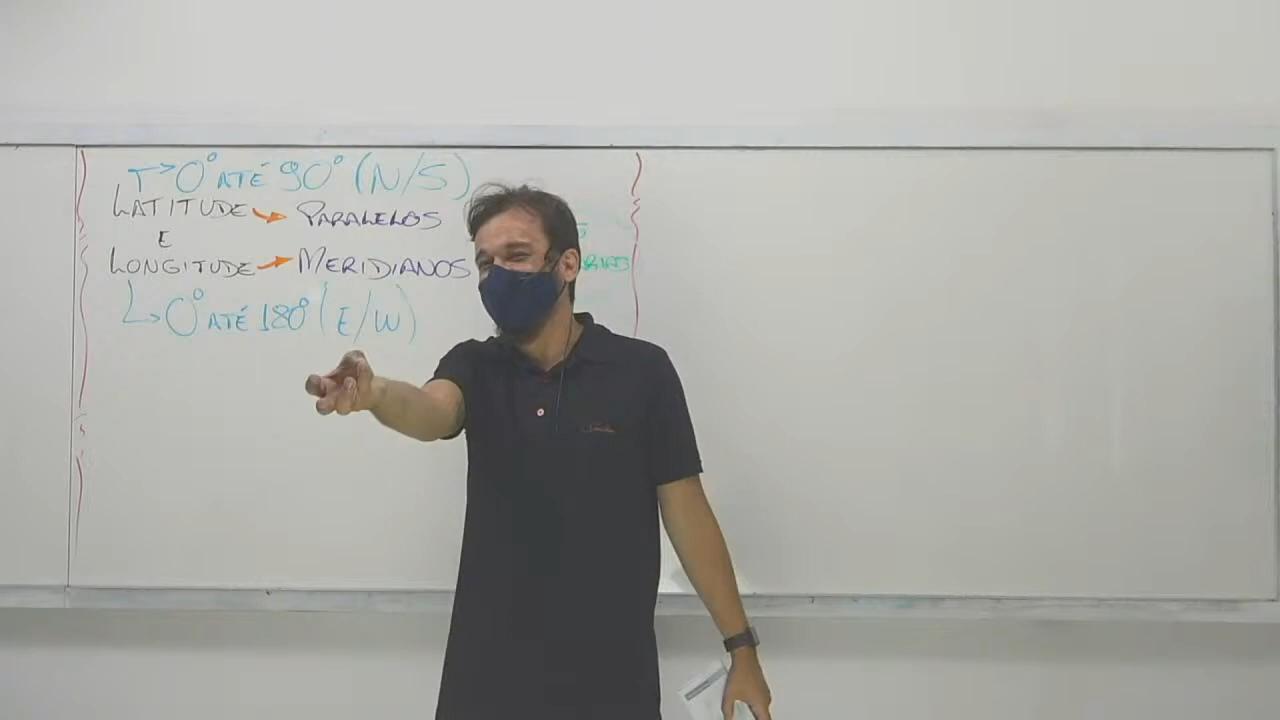 0° ATÉ 90° (N/S)
LATITUDE → PARALELOS
E
LONGITUDE → MERIDIANOS
↳ 0° ATÉ 180° (E/W)